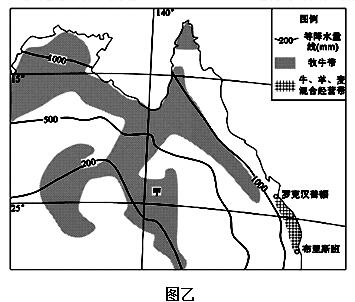 140°
图例
200 等降水量
线(mm)
牧牛带
牛、羊、麦
混合经营带
1000
15°
500
200
甲
1000
罗克汉普顿
25°
布里斯班
图乙